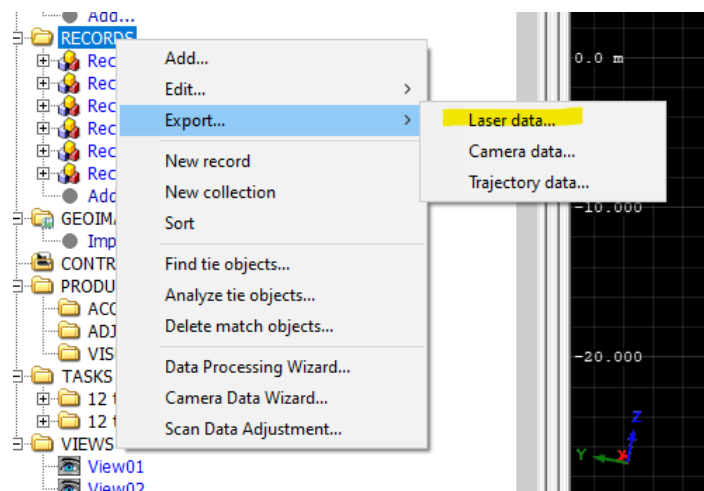 Add...
RECORDS
Rec
Rec
Rec
Rec
Rec
Rec
Add
GEOIM
Imp
CONTR
PRODU
ACC
ADJ
VIS
TASKS
12 t
12 t
VIEWS
View01
View02
Add...
Edit...
Export...
New record
New collection
Sort
Find tie objects...
Analyze tie objects...
Delete match objects...
Data Processing Wizard...
Camera Data Wizard...
Scan Data Adjustment...
Laser data...
Camera data...
Trajectory data...
0.0 m
-10.000
-20.000
Z
Y X